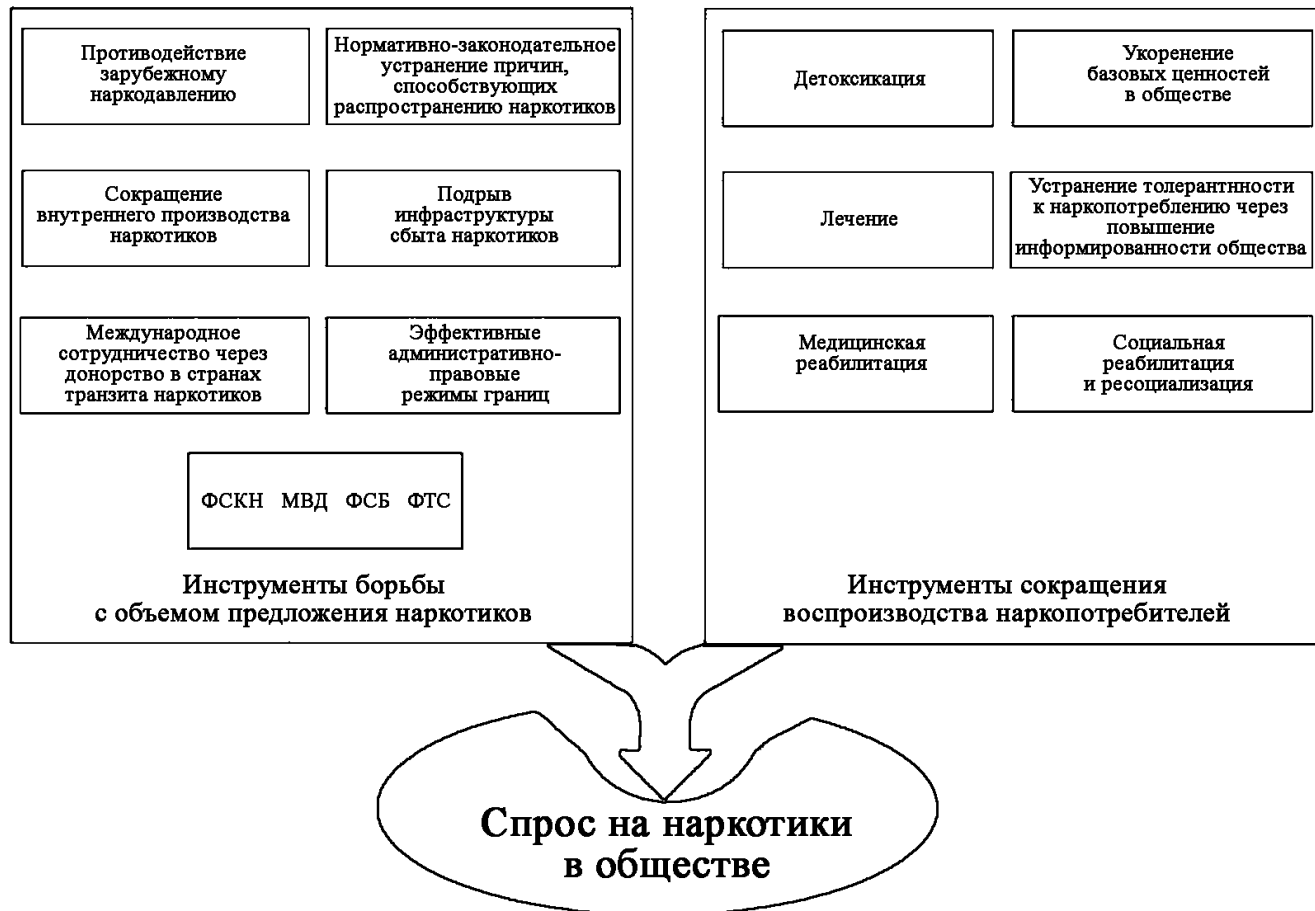 Противодействие
зарубежному
наркодавлению
Нормативно-законодательное
устранение причин,
способствующих
распространению наркотиков
Сокращение
внутреннего производства
наркотиков
Подрыв
инфраструктуры
сбыта наркотиков
Международное
сотрудничество через
донорство в странах
транзита наркотиков
Эффективные
административно-
правовые
режимы границ
ФСКН МВД ФСБ ФТС
Инструменты борьбы
с объемом предложения наркотиков
Детоксикация
Укоренение
базовых ценностей
в обществе
Лечение
Устранение толерантнности
к наркопотреблению через
повышение
информированности общества
Медицинская
реабилитация
Социальная
реабилитация
и ресоциализация
Инструменты сокращения
воспроизводства наркопотребителей
Спрос на наркотики
в обществе